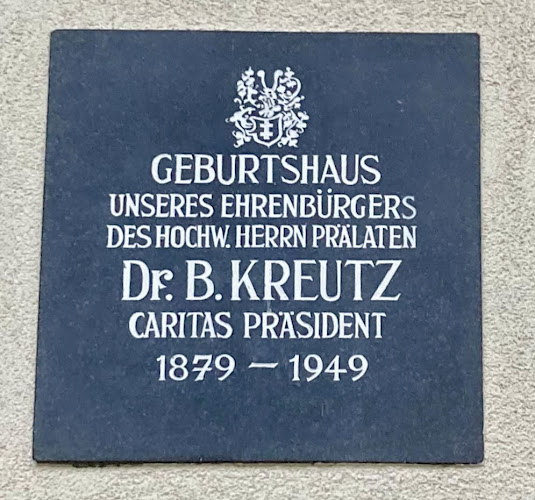 GEBURTSHAUS
UNSERES EHRENBÜRGERS
DES HOCHW. HERRN PRÄLATEN
Dr. B. KREUTZ
CARITAS PRÄSIDENT
1879 – 1949